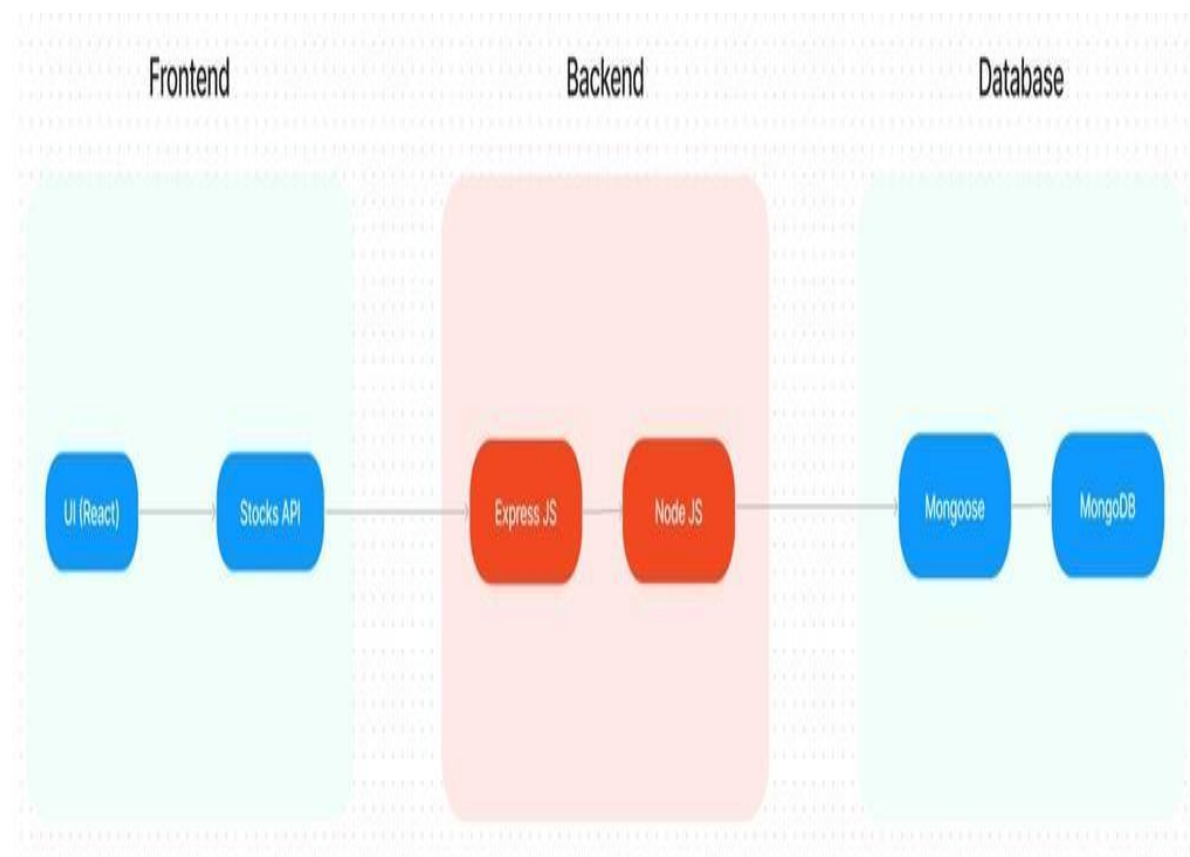 Frontend
Backend
Database
UI (React)
Stocks API
Express JS
Node JS
Mongoose
MongoDB